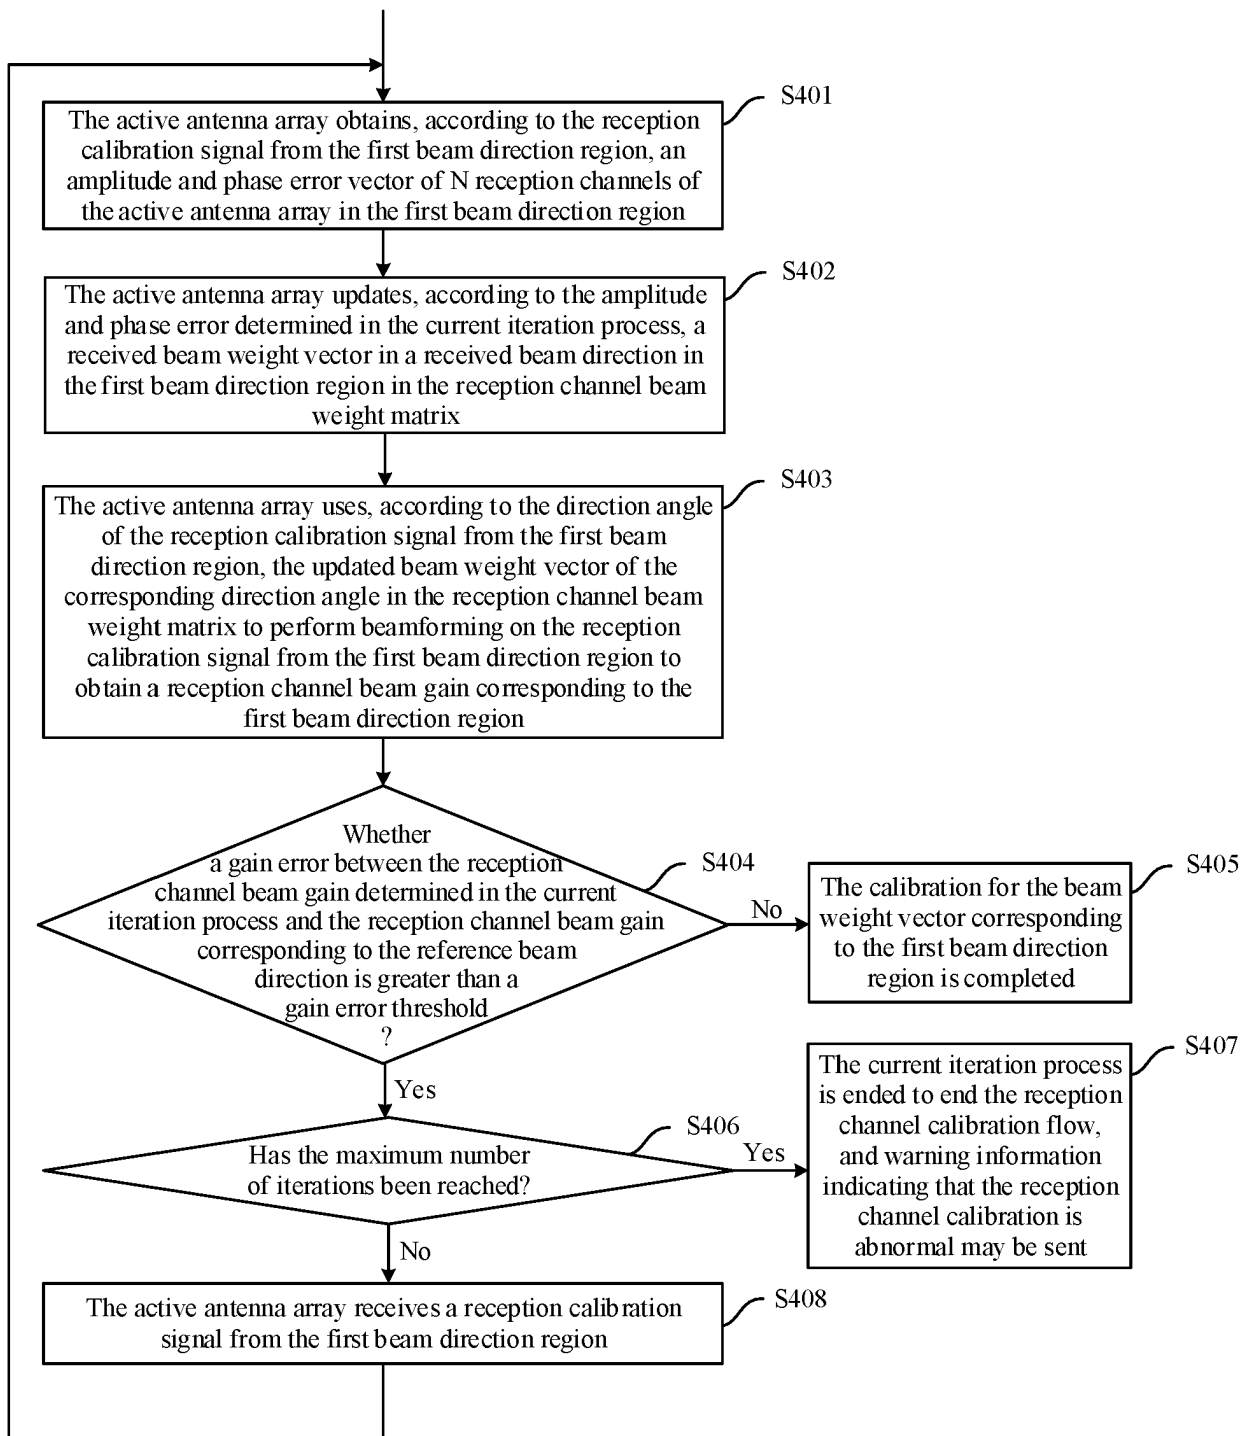 S401
The active antenna array obtains, according to the reception
calibration signal from the first beam direction region, an
amplitude and phase error vector of N reception channels of
the active antenna array in the first beam direction region
S402
The active antenna array updates, according to the amplitude
and phase error determined in the current iteration process, a
received beam weight vector in a received beam direction in
the first beam direction region in the reception channel beam
weight matrix
S403
The active antenna array uses, according to the direction angle
of the reception calibration signal from the first beam
direction region, the updated beam weight vector of the
corresponding direction angle in the reception channel beam
weight matrix to perform beamforming on the reception
calibration signal from the first beam direction region to
obtain a reception channel beam gain corresponding to the
first beam direction region
S404
Whether
a gain error between the reception
channel beam gain determined in the current
iteration process and the reception channel beam gain
corresponding to the reference beam
direction is greater than a
gain error threshold
?
No
S405
The calibration for the beam
weight vector corresponding
to the first beam direction
region is completed
Yes
S406
Has the maximum number
of iterations been reached?
Yes
S407
The current iteration process
is ended to end the reception
channel calibration flow,
and warning information
indicating that the reception
channel calibration is
abnormal may be sent
No
S408
The active antenna array receives a reception calibration
signal from the first beam direction region